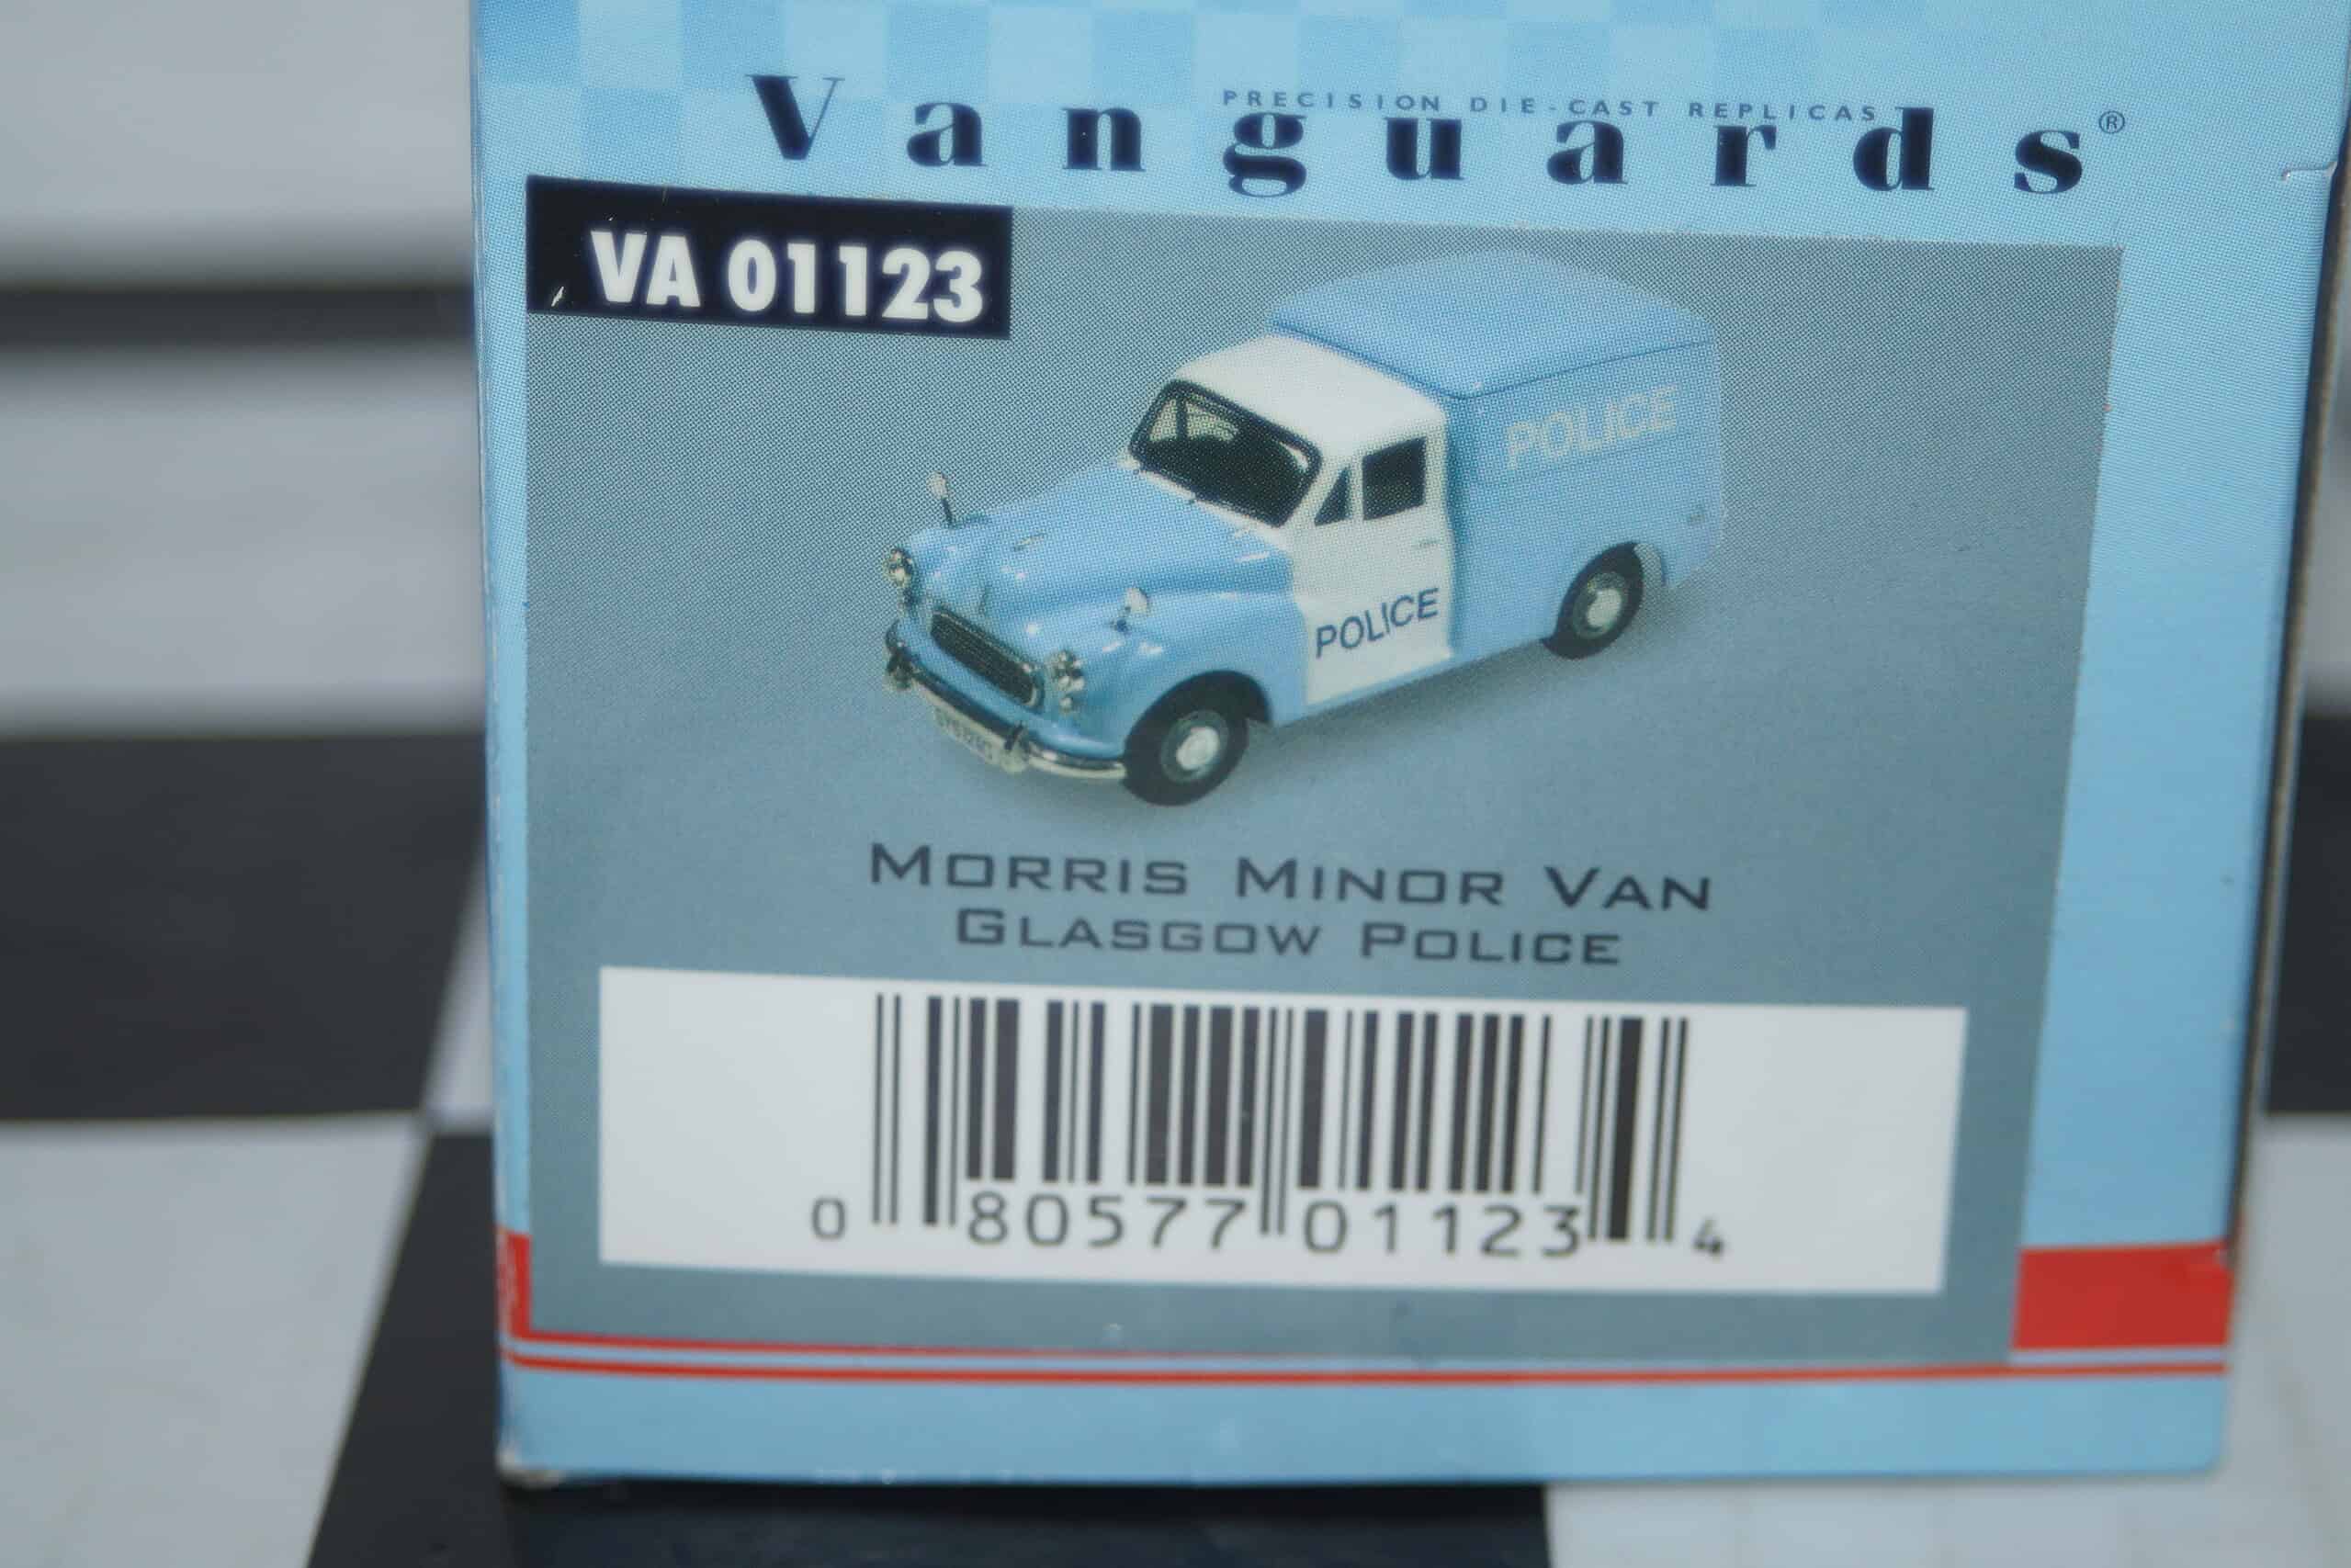 PRECISION DIE-CAST REPLICAS
Vanguards®
VA 01123
POLICE
POLICE
MORRIS MINOR VAN
GLASGOW POLICE
0 80577 01123 4